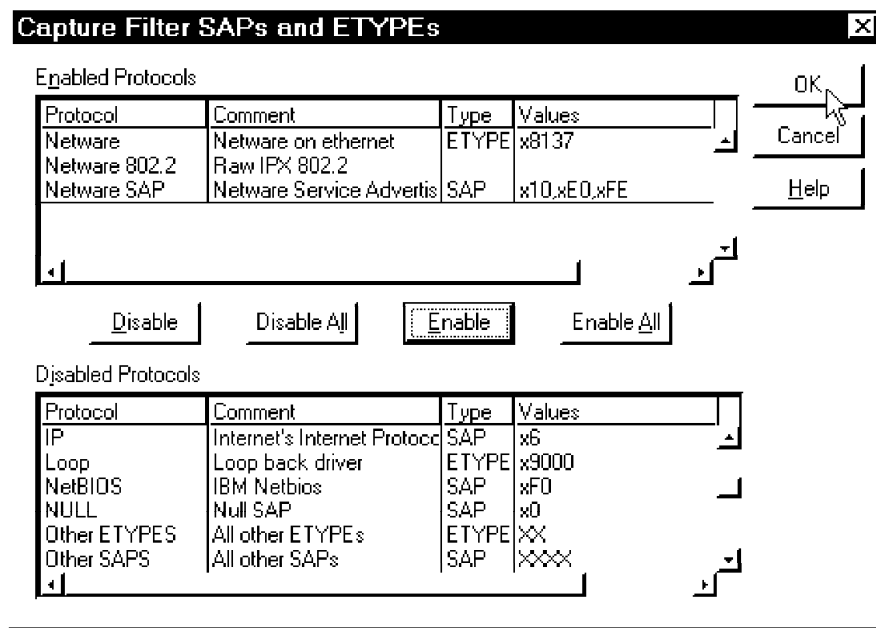 Capture Filter SAPs and ETYPEs
Enabled Protocols
Protocol Comment Type Values
Netware Netware on ethernet ETYPE x8137
Netware 802.2 Raw IPX 802.2
Netware SAP Netware Service Advertis SAP x10,xE0,xFE
OK
Cancel
Help
Disable Disable All Enable Enable All
Disabled Protocols
Protocol Comment Type Values
IP Internet's Internet Protocc SAP x6
Loop Loop back driver ETYPE x9000
NetBIOS IBM Netbios SAP xF0
NULL Null SAP SAP x0
Other ETYPES All other ETYPEs ETYPE XX
Other SAPS All other SAPs SAP XXXX